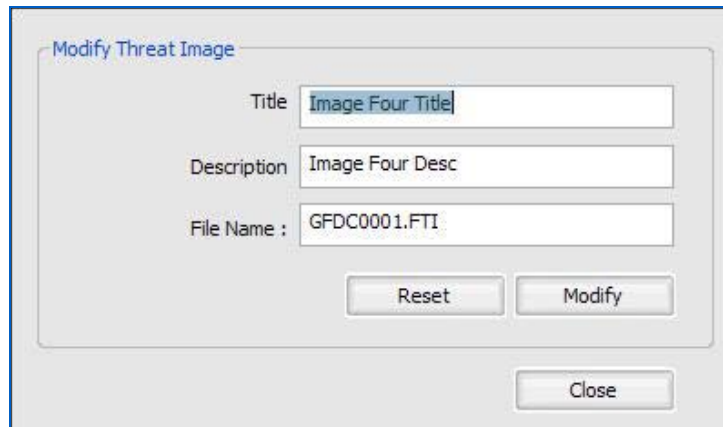 Modify Threat Image
Title Image Four Title
Description Image Four Desc
File Name : GFDC0001.FTI
Reset Modify
Close